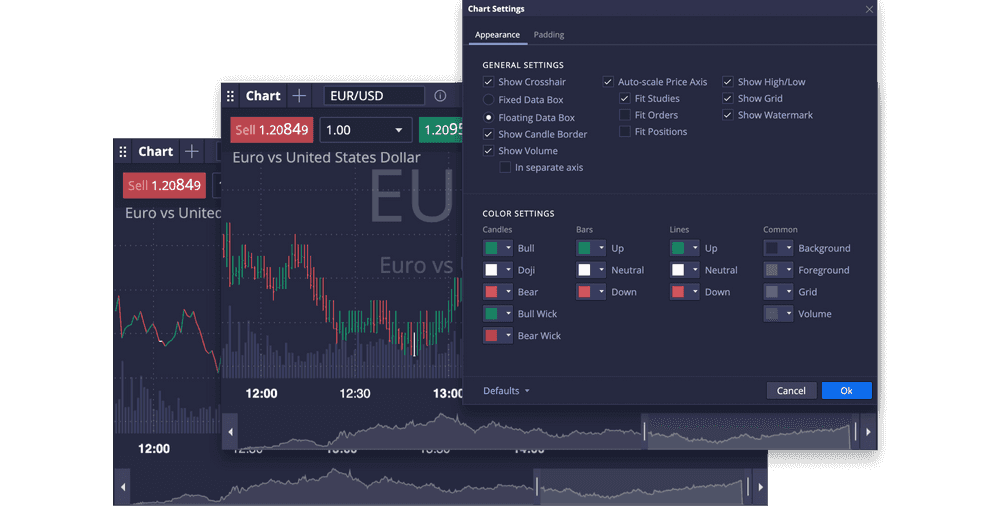 Chart Settings
Appearance Padding
GENERAL SETTINGS
Show Crosshair
Fixed Data Box
Floating Data Box
Show Candle Border
Show Volume
In separate axis
Auto-scale Price Axis
Fit Studies
Fit Orders
Fit Positions
Show High/Low
Show Grid
Show Watermark
COLOR SETTINGS
Candles
Bull
Doji
Bear
Bull Wick
Bear Wick
Bars
Up
Neutral
Down
Lines
Up
Neutral
Down
Common
Background
Foreground
Grid
Volume
Defaults
Cancel Ok
Chart EUR/USD
Sell 1.20849 1.00 1.2095
Euro vs United States Dollar
EU
Euro vs
12:00 12:30 13:00
Chart
Sell 1.20849
Euro vs United
12:00